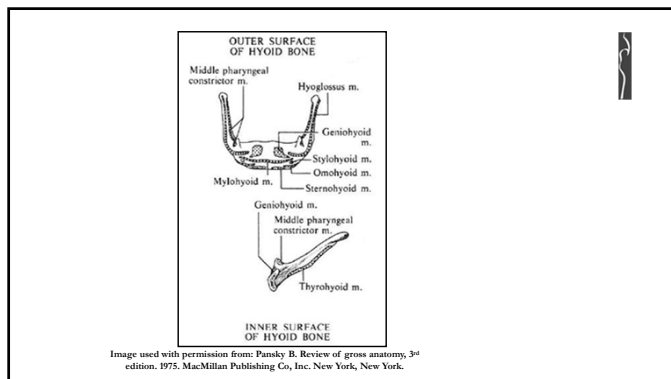 OUTER SURFACE
OF HYOID BONE
Middle pharyngeal
constrictor m.
Hyoglossus m.
Geniohyoid
m.
Stylohyoid m.
Omohyoid m.
Mylohyoid m.
Sternohyoid m.
Geniohyoid m.
Middle pharyngeal
constrictor m.
Thyrohyoid m.
INNER SURFACE
OF HYOID BONE
Image used with permission from: Pansky B. Review of gross anatomy, 3rd
edition. 1975. MacMillan Publishing Co, Inc. New York, New York.